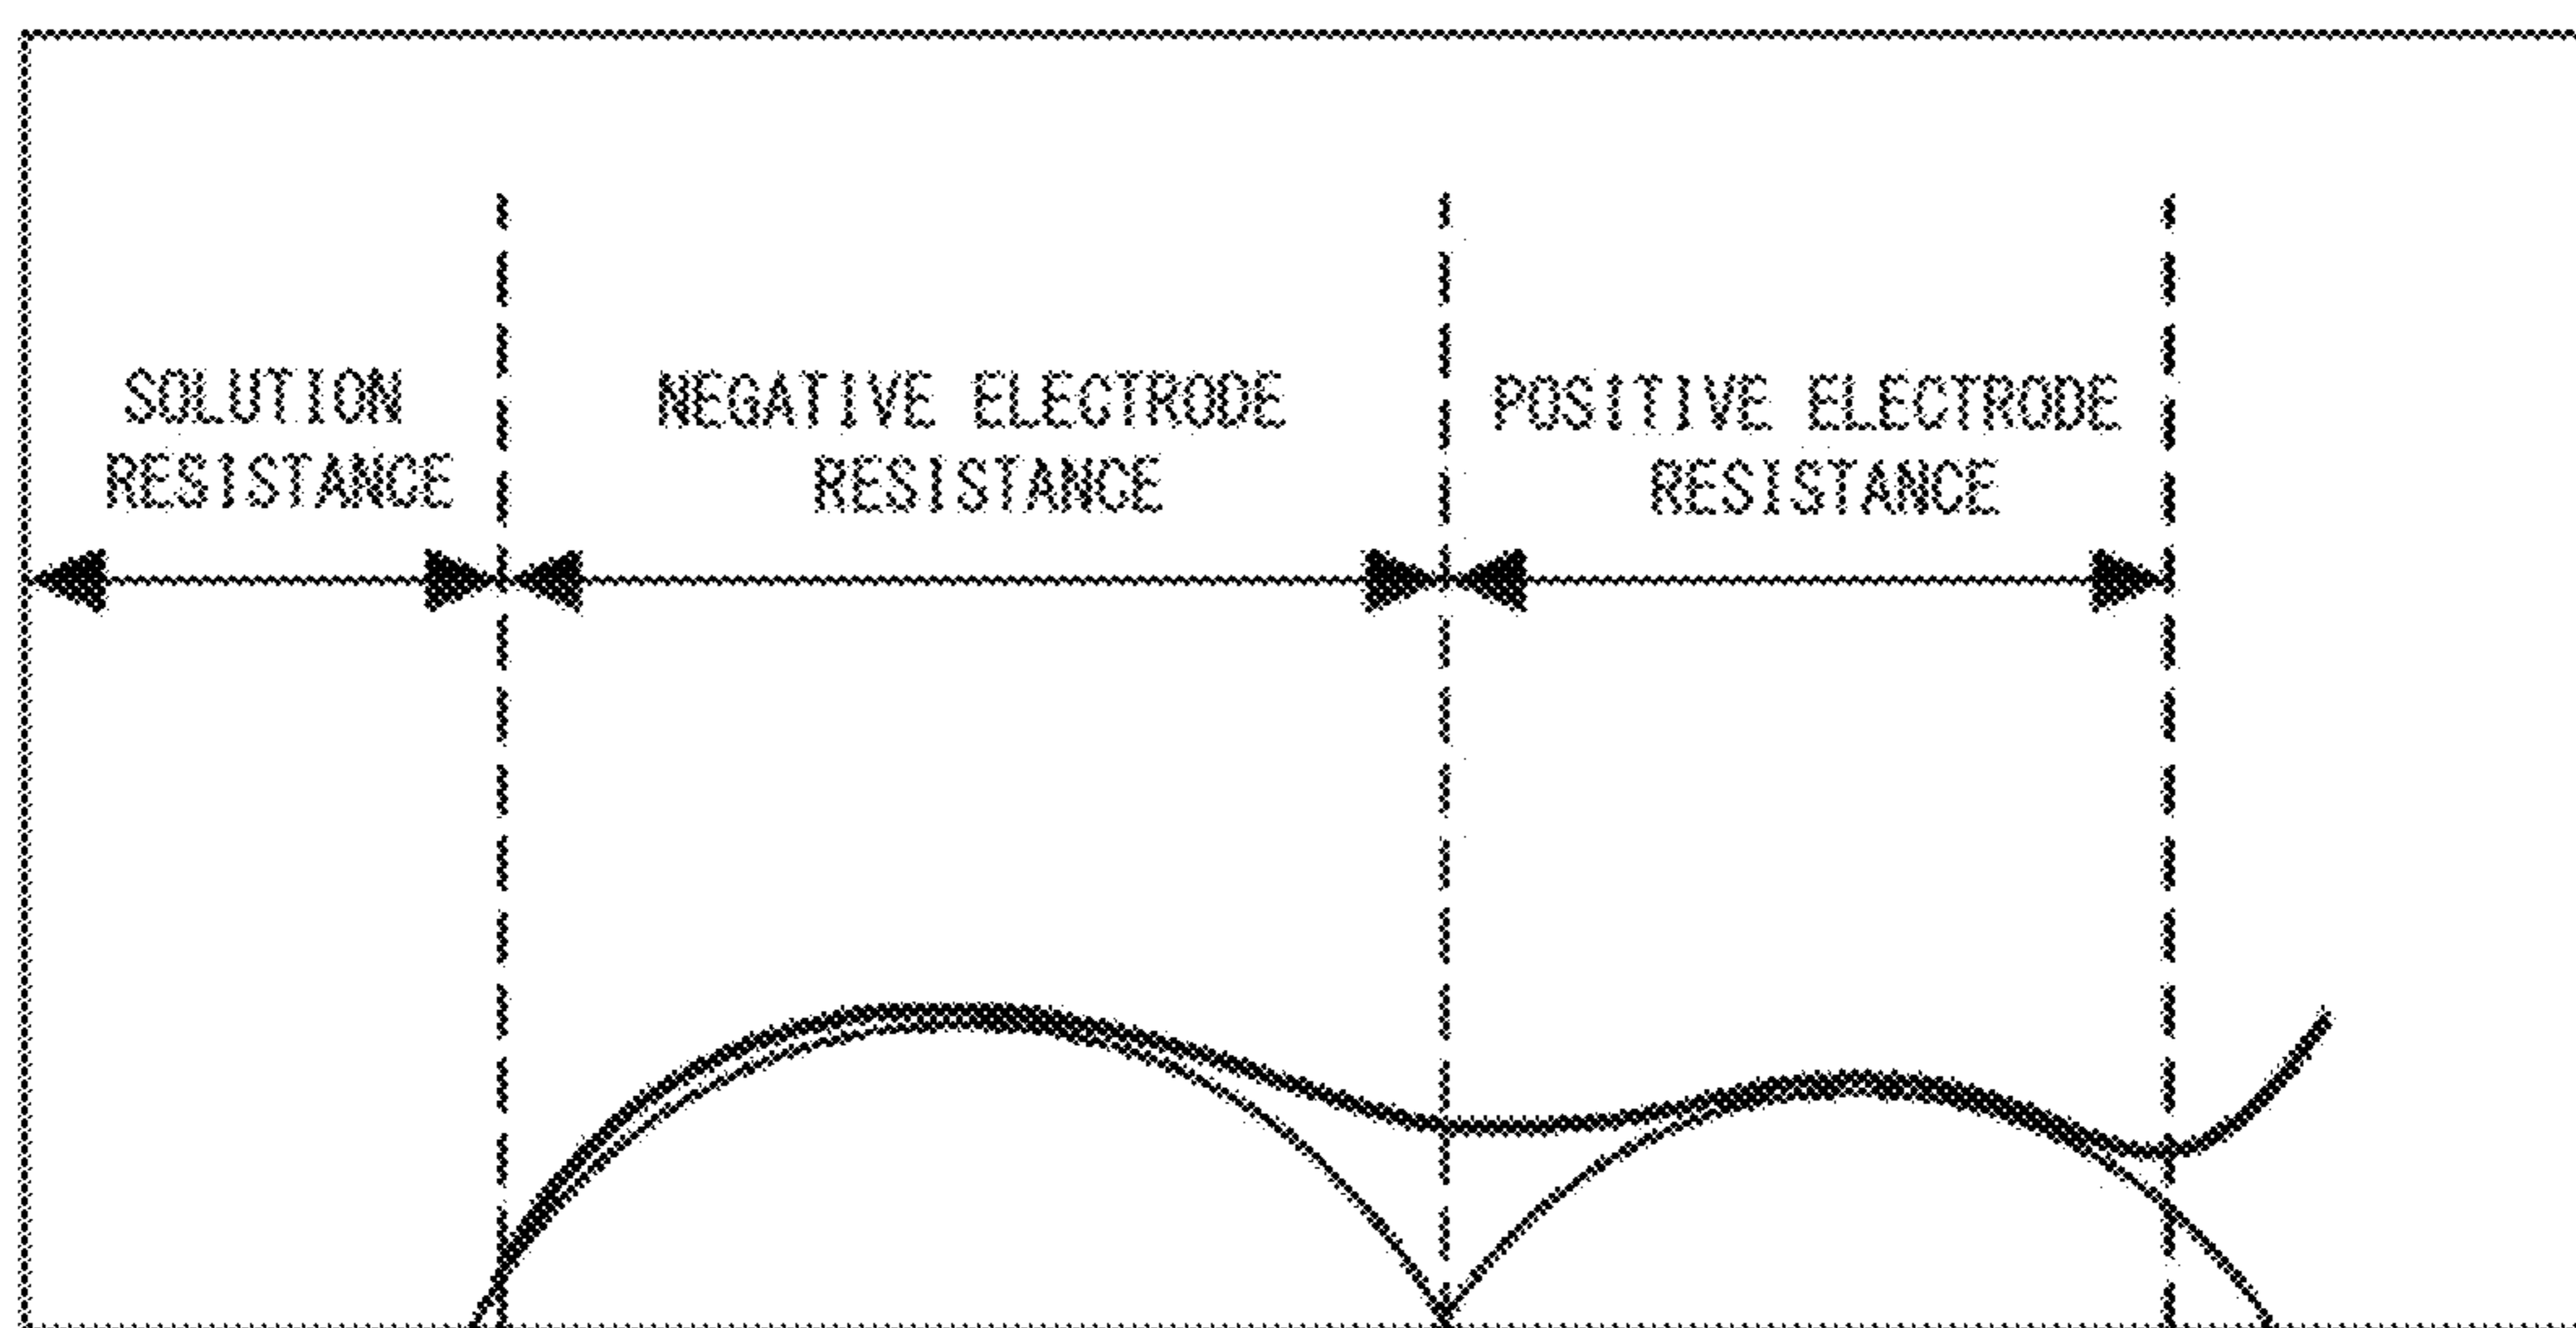 SOLUTION
RESISTANCE
NEGATIVE ELECTRODE
RESISTANCE
POSITIVE ELECTRODE
RESISTANCE